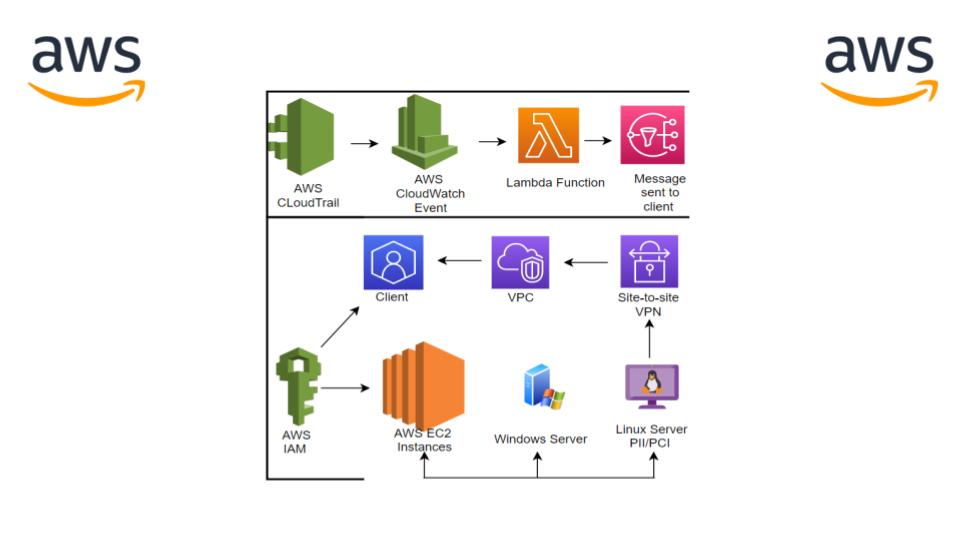 aws
aws
AWS
CLoudTrail
AWS
CloudWatch
Event
Lambda Function
Message
sent to
client
Client
VPC
Site-to-site
VPN
AWS
IAM
AWS EC2
Instances
Windows Server
Linux Server
PII/PCI